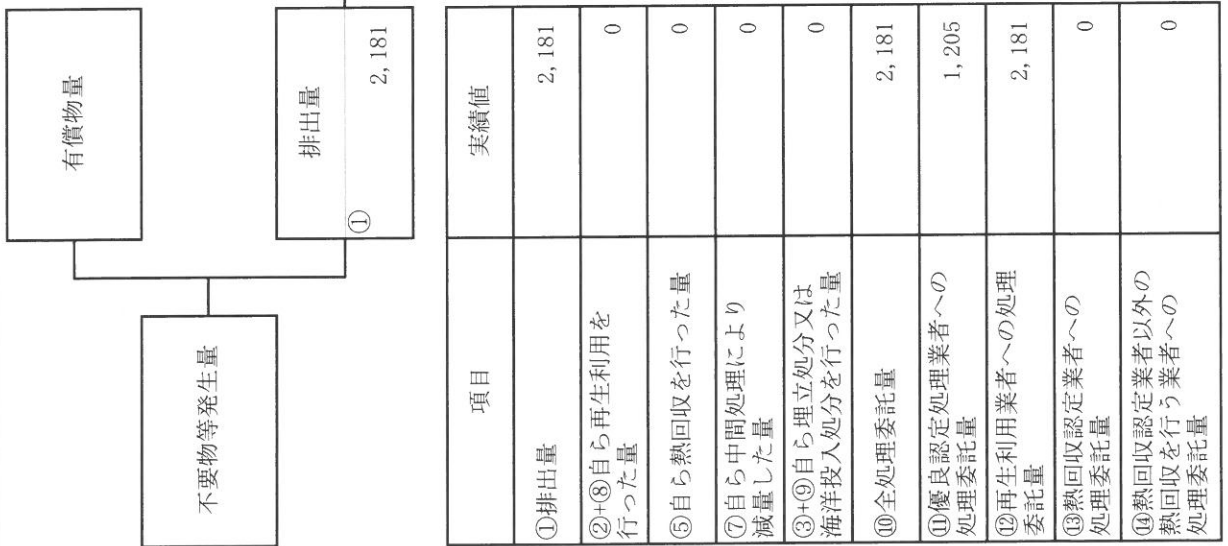 有償物量
不要物等発生量
排出量
①
2,181
項目
実績値
①排出量
2,181
②+⑧自ら再生利用を
行った量
0
⑤自ら熱回収を行った量
0
⑦自ら中間処理により
減量した量
0
③+⑨自ら埋立処分又は
海洋投入処分を行った量
0
⑩全処理委託量
2,181
⑪優良認定処理業者への
処理委託量
1,205
⑫再生利用業者への処理
委託量
2,181
⑬熱回収認定業者への
処理委託量
0
⑭熱回収認定業者以外の
熱回収を行う業者への
処理委託量
0